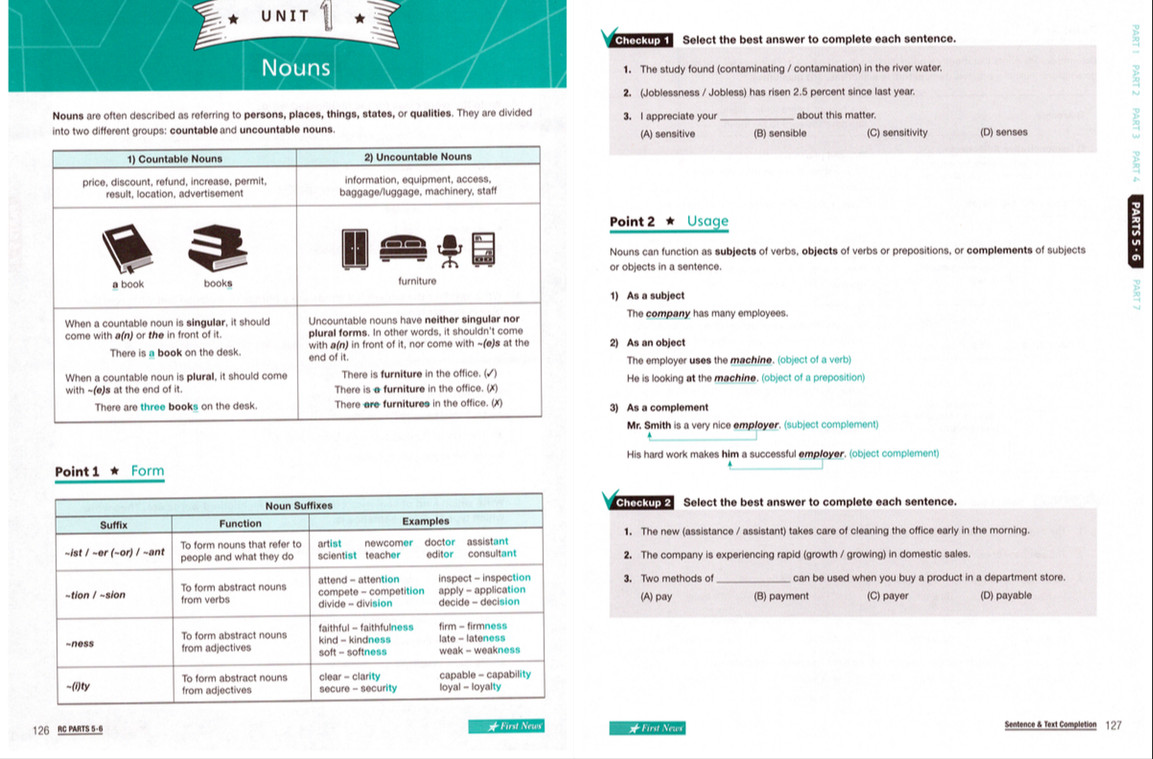 ★ UNIT 1 ★
Nouns
Nouns are often described as referring to persons, places, things, states, or qualities. They are divided
into two different groups: countable and uncountable nouns.
1) Countable Nouns
2) Uncountable Nouns
price, discount, refund, increase, permit,
result, location, advertisement
information, equipment, access,
baggage/luggage, machinery, staff
a book
books
furniture
When a countable noun is singular, it should
come with a(n) or the in front of it.
There is a book on the desk.
When a countable noun is plural, it should come
with ~(e)s at the end of it.
There are three books on the desk.
Uncountable nouns have neither singular nor
plural forms. In other words, it shouldn't come
with a(n) in front of it, nor come with ~(e)s at the
end of it.
There is furniture in the office. (✓)
There is a furniture in the office. (✗)
There are furnitures in the office. (✗)
Point 1 ★ Form
Noun Suffixes
Suffix Function Examples
~ist / ~er (~or) / ~ant
To form nouns that refer to
people and what they do
artist newcomer doctor assistant
scientist teacher editor consultant
~tion / ~sion
To form abstract nouns
from verbs
attend – attention inspect – inspection
compete – competition apply – application
divide – division decide – decision
~ness
To form abstract nouns
from adjectives
faithful – faithfulness firm – firmness
kind – kindness late – lateness
soft – softness weak – weakness
~(i)ty
To form abstract nouns
from adjectives
clear – clarity capable – capability
secure – security loyal – loyalty
126 RC PARTS 5·6
First News
Checkup 1 Select the best answer to complete each sentence.
1. The study found (contaminating / contamination) in the river water.
2. (Joblessness / Jobless) has risen 2.5 percent since last year.
3. I appreciate your ____________ about this matter.
(A) sensitive (B) sensible (C) sensitivity (D) senses
Point 2 ★ Usage
Nouns can function as subjects of verbs, objects of verbs or prepositions, or complements of subjects
or objects in a sentence.
1) As a subject
The company has many employees.
2) As an object
The employer uses the machine. (object of a verb)
He is looking at the machine. (object of a preposition)
3) As a complement
Mr. Smith is a very nice employer. (subject complement)
His hard work makes him a successful employer. (object complement)
Checkup 2 Select the best answer to complete each sentence.
1. The new (assistance / assistant) takes care of cleaning the office early in the morning.
2. The company is experiencing rapid (growth / growing) in domestic sales.
3. Two methods of ____________ can be used when you buy a product in a department store.
(A) pay (B) payment (C) payer (D) payable
First News
Sentence & Text Completion 127
PART 1
PART 2
PART 3
PART 4
PARTS 5·6
PART 7